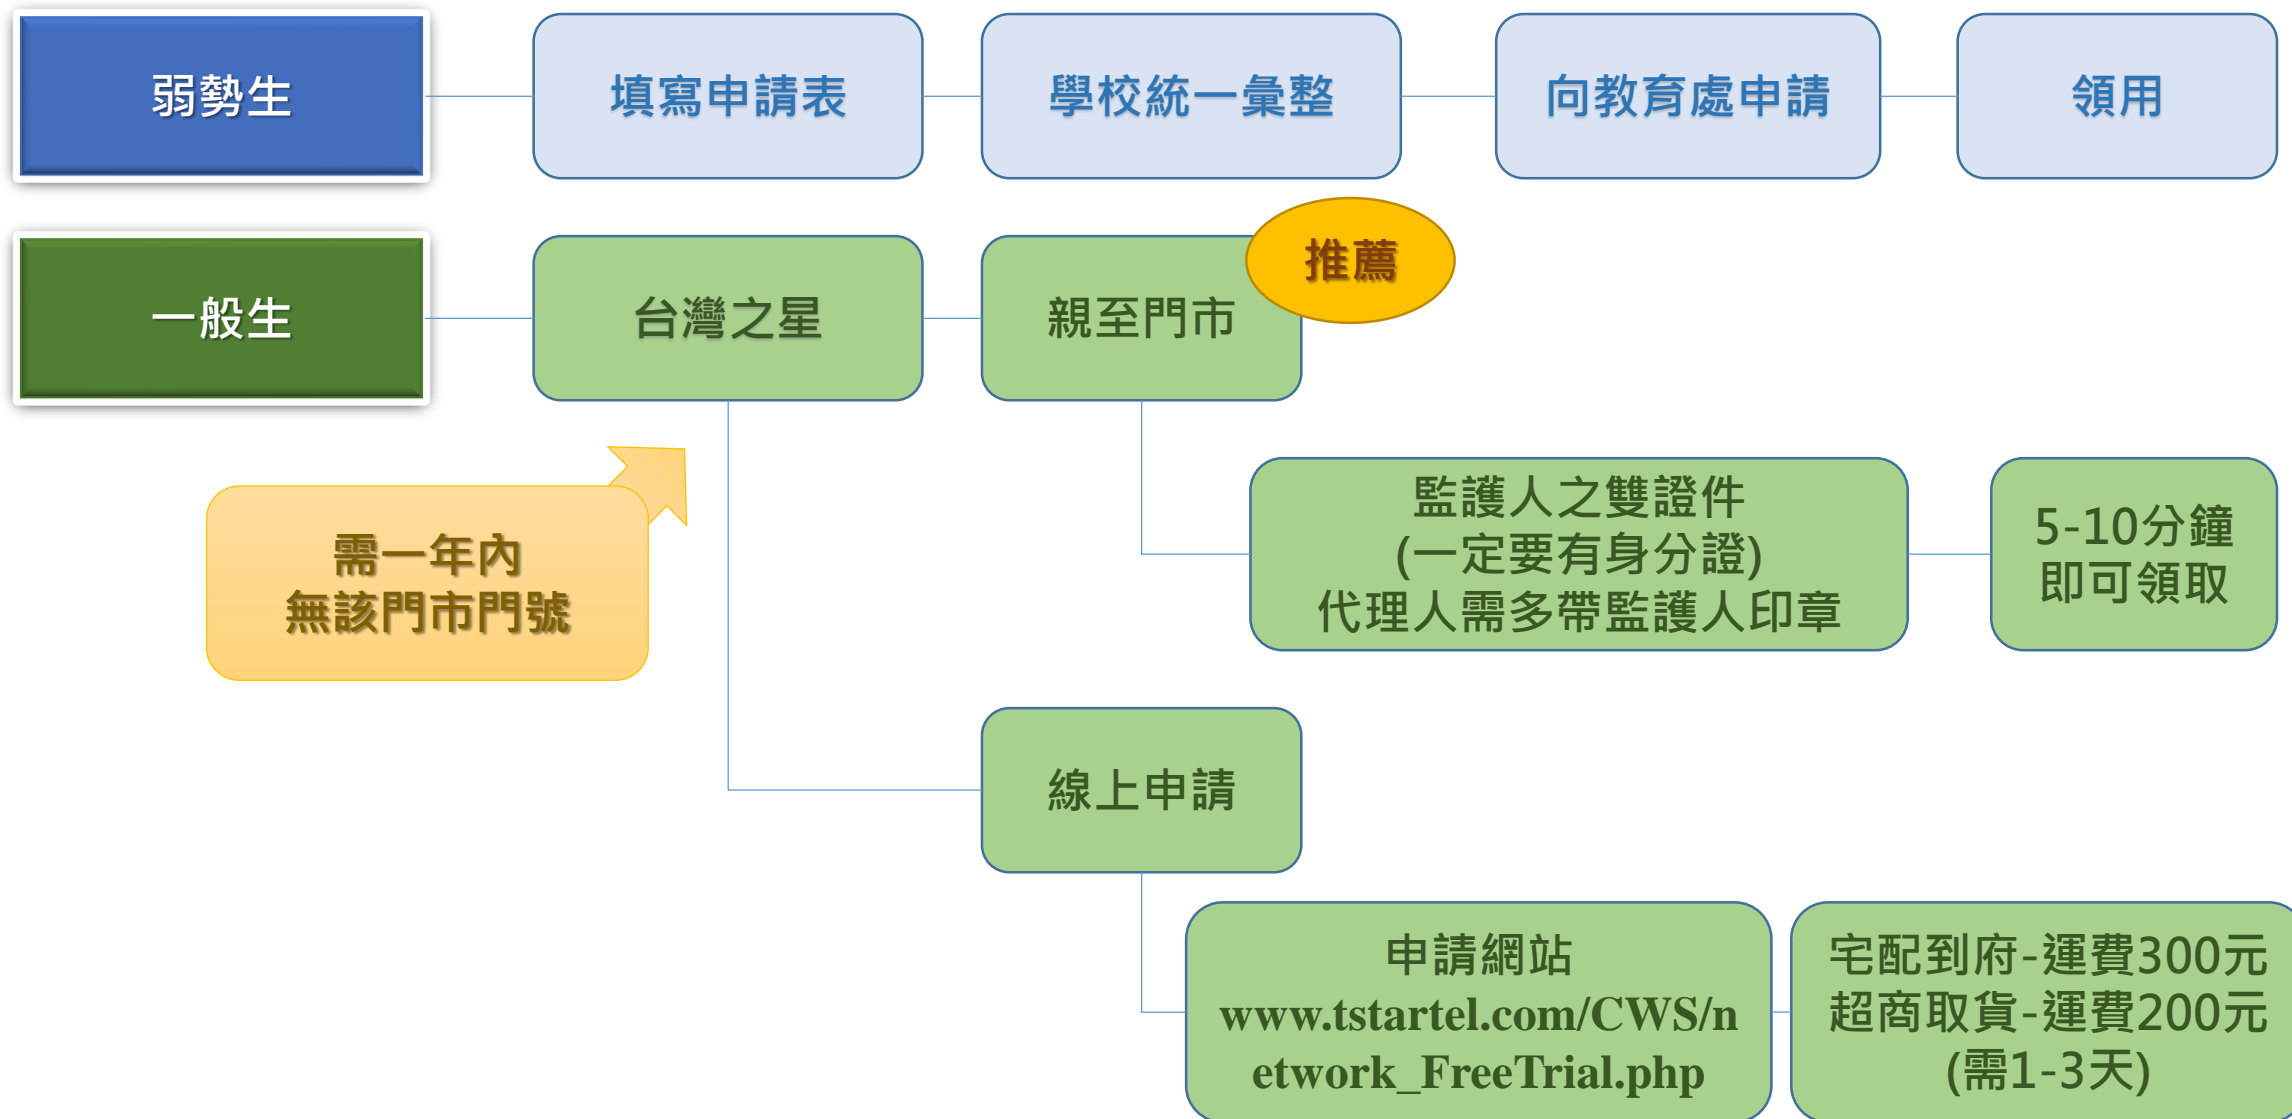 弱勢生
填寫申請表
學校統一彙整
向教育處申請
領用
一般生
台灣之星
親至門市
推薦
需一年內
無該門市門號
監護人之雙證件
(一定要有身分證)
代理人需多帶監護人印章
5-10分鐘
即可領取
線上申請
申請網站
www.tstartel.com/CWS/n
etwork_FreeTrial.php
宅配到府-運費300元
超商取貨-運費200元
(需1-3天)